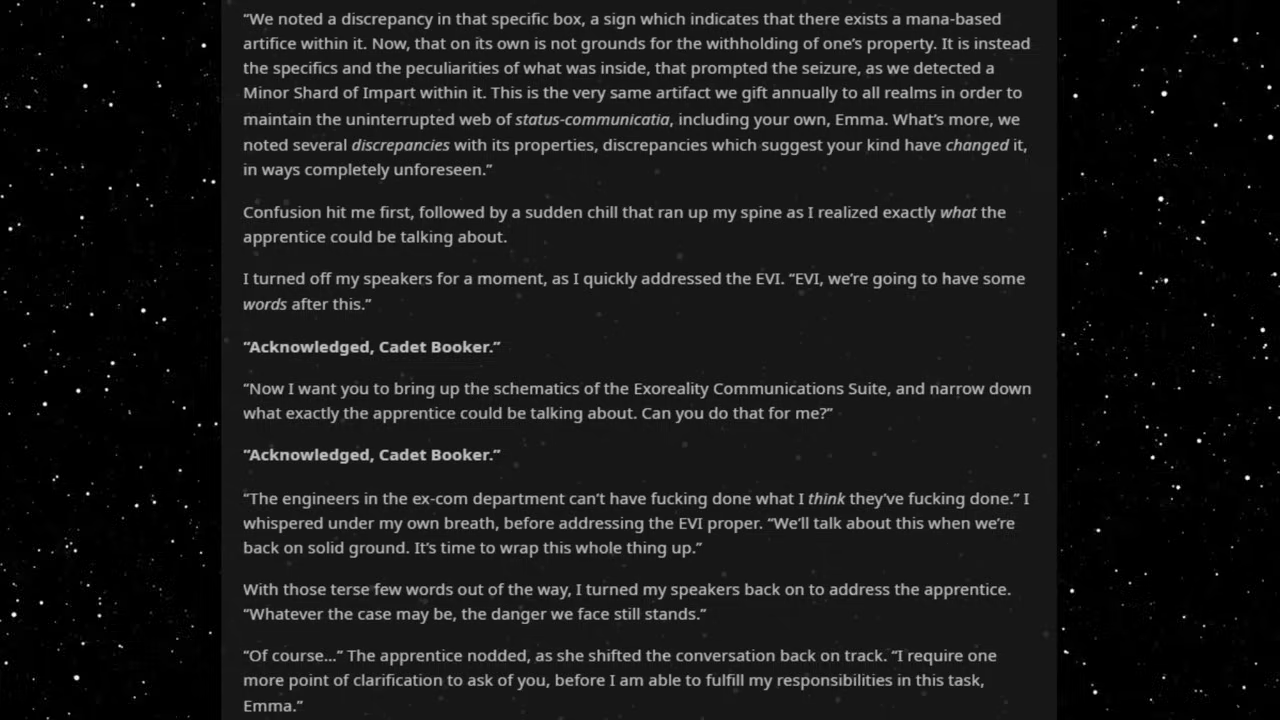 “We noted a discrepancy in that specific box, a sign which indicates that there exists a mana-based
artifice within it. Now, that on its own is not grounds for the withholding of one’s property. It is instead
the specifics and the peculiarities of what was inside, that prompted the seizure, as we detected a
Minor Shard of Impart within it. This is the very same artifact we gift annually to all realms in order to
maintain the uninterrupted web of status-communicatia, including your own, Emma. What’s more, we
noted several discrepancies with its properties, discrepancies which suggest your kind have changed it,
in ways completely unforeseen.”
Confusion hit me first, followed by a sudden chill that ran up my spine as I realized exactly what the
apprentice could be talking about.
I turned off my speakers for a moment, as I quickly addressed the EVI. “EVI, we’re going to have some
words after this.”
“Acknowledged, Cadet Booker.”
“Now I want you to bring up the schematics of the Exoreality Communications Suite, and narrow down
what exactly the apprentice could be talking about. Can you do that for me?”
“Acknowledged, Cadet Booker.”
“The engineers in the ex-com department can’t have fucking done what I think they’ve fucking done.” I
whispered under my own breath, before addressing the EVI proper. “We’ll talk about this when we’re
back on solid ground. It’s time to wrap this whole thing up.”
With those terse few words out of the way, I turned my speakers back on to address the apprentice.
“Whatever the case may be, the danger we face still stands.”
“Of course…” The apprentice nodded, as she shifted the conversation back on track. “I require one
more point of clarification to ask of you, before I am able to fulfill my responsibilities in this task,
Emma.”